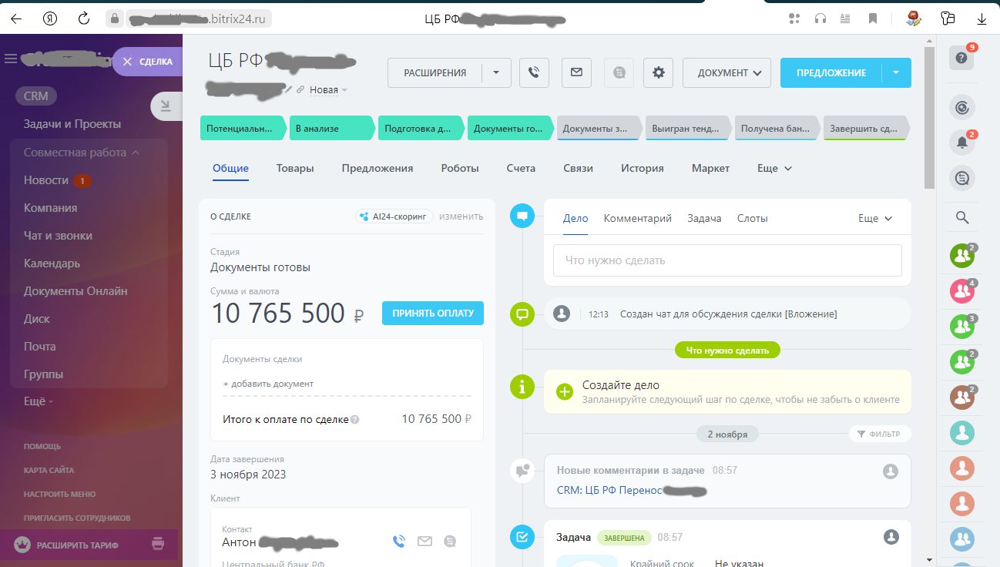 .bitrix24.ru
ЦБ РФ
СДЕЛКА
CRM
Задачи и Проекты
Совместная работа
Новости 1
Компания
Чат и звонки
Календарь
Документы Онлайн
Диск
Почта
Группы
Ещё
ПОМОЩЬ
КАРТА САЙТА
НАСТРОИТЬ МЕНЮ
ПРИГЛАСИТЬ СОТРУДНИКОВ
РАСШИРИТЬ ТАРИФ
ЦБ РФ
Новая
РАСШИРЕНИЯ
ДОКУМЕНТ
ПРЕДЛОЖЕНИЕ
Потенциальн... В анализе Подготовка д... Документы го... Документы з... Выигран тенд... Получена бан... Завершить сд...
Общие Товары Предложения Роботы Счета Связи История Маркет Еще
О СДЕЛКЕ AI24-скоринг изменить
Стадия
Документы готовы
Сумма и валюта
10 765 500 ₽ ПРИНЯТЬ ОПЛАТУ
Документы сделки
+ добавить документ
Итого к оплате по сделке ? 10 765 500 ₽
Дата завершения
3 ноября 2023
Клиент
Контакт
Антон
Центральный банк РФ
Дело Комментарий Задача Слоты Еще
Что нужно сделать
12:13 Создан чат для обсуждения сделки [Вложение]
Что нужно сделать
Создайте дело
Запланируйте следующий шаг по сделке, чтобы не забыть о клиенте
2 ноября ФИЛЬТР
Новые комментарии в задаче 08:57
CRM: ЦБ РФ Перенос
Задача ЗАВЕРШЕНА 08:57
Крайний срок Не указан
? 9
2
2
4
3
2
2